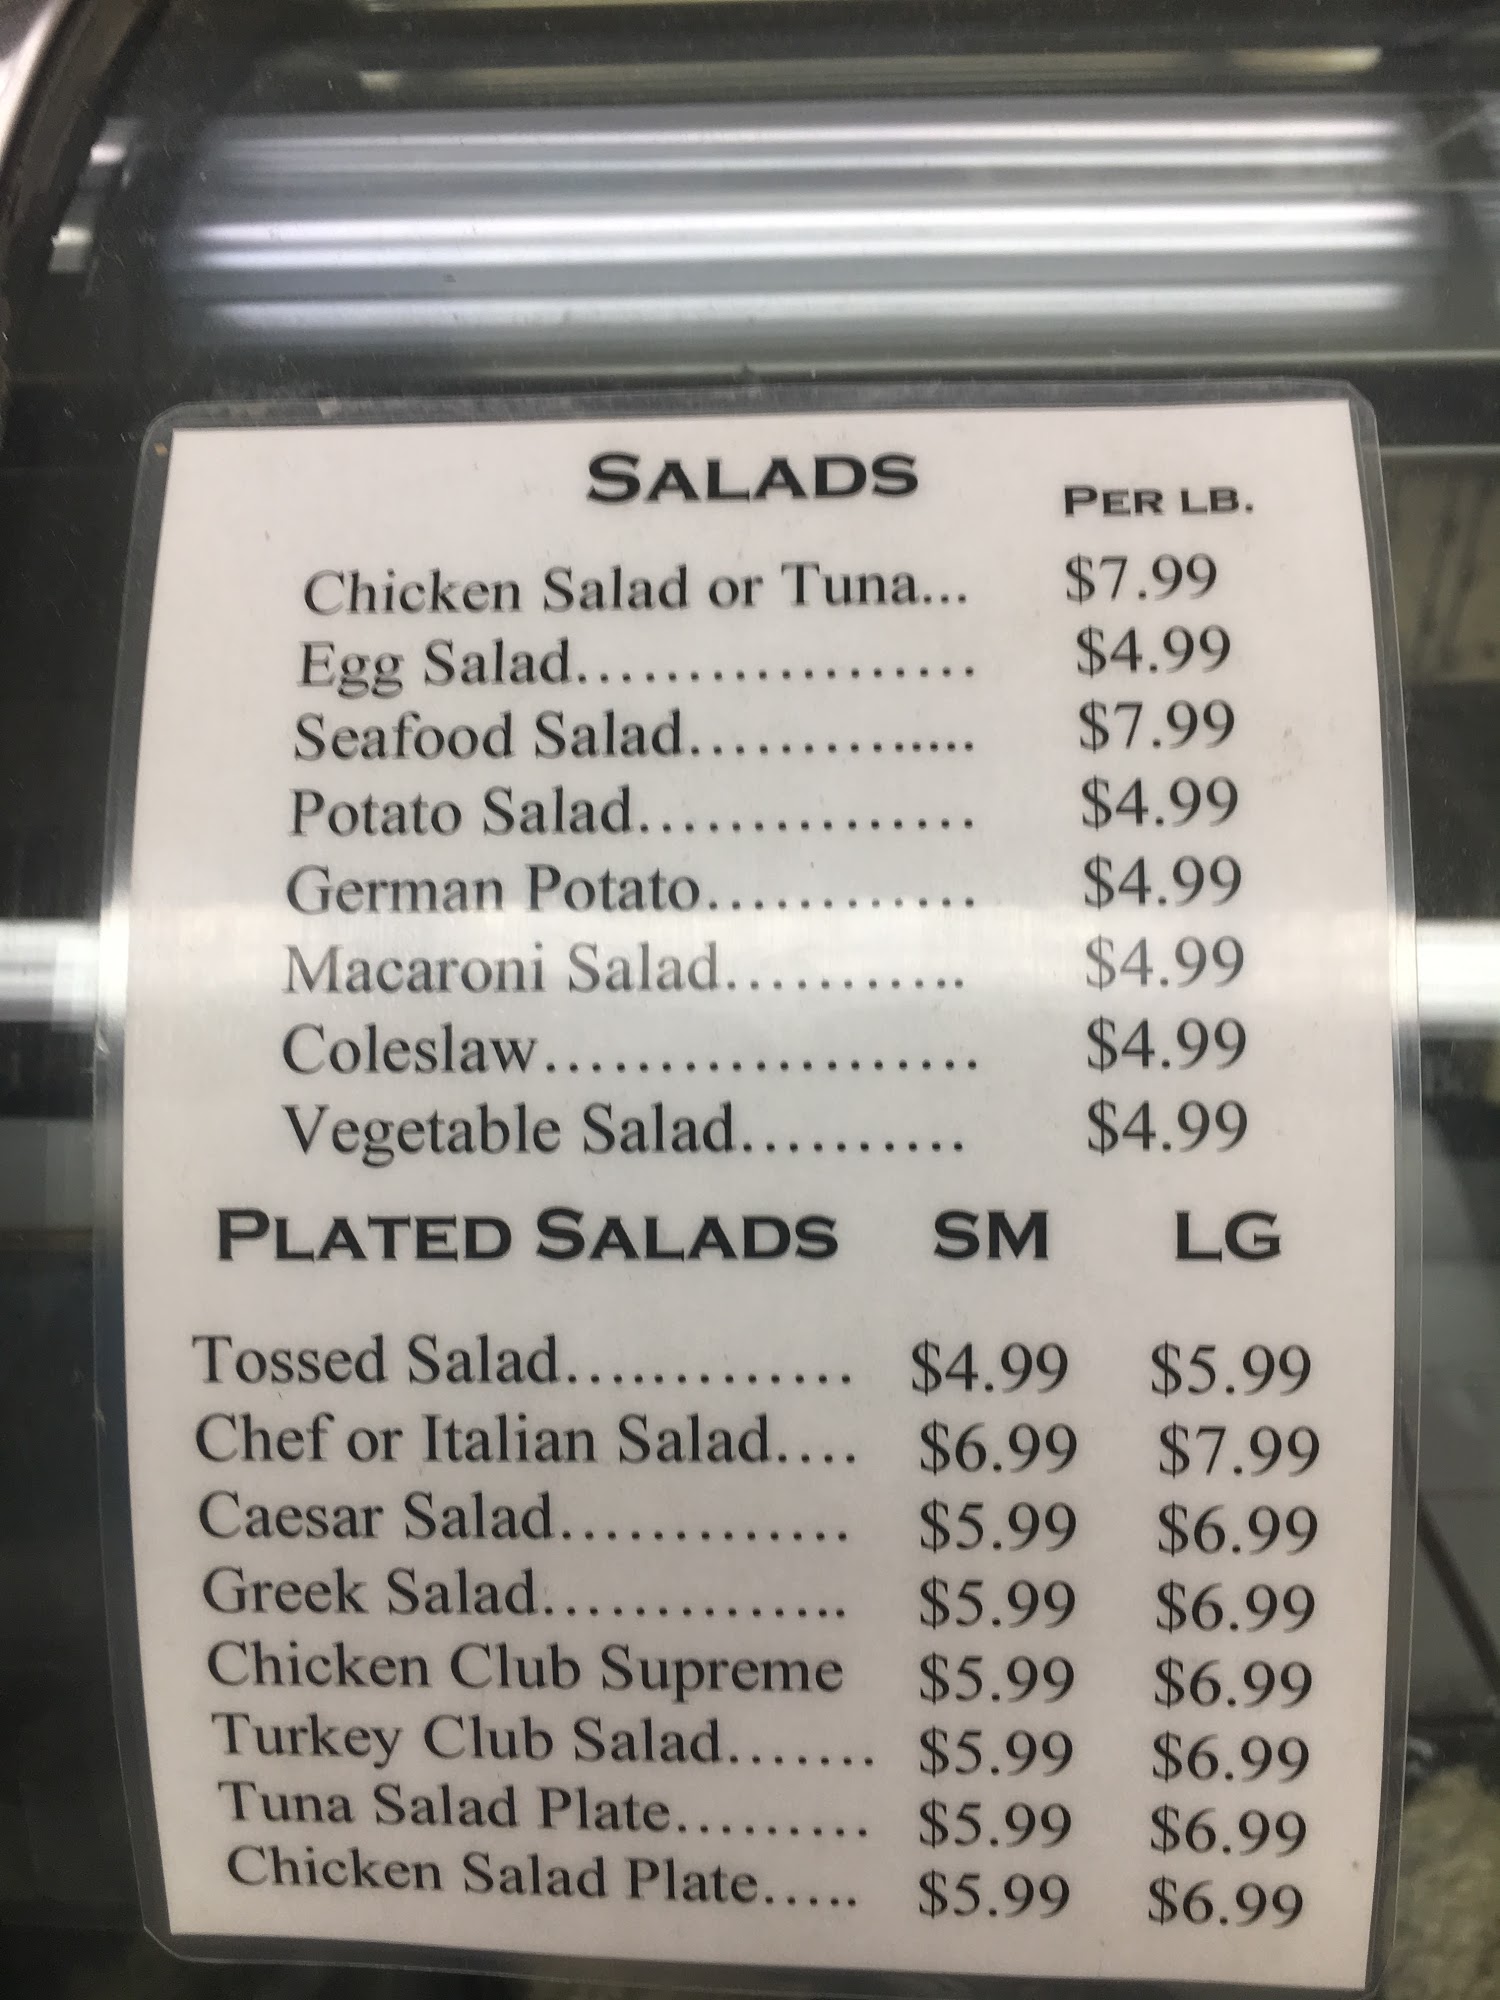 SALADS PER LB.
Chicken Salad or Tuna... $7.99
Egg Salad.................. $4.99
Seafood Salad............. $7.99
Potato Salad............... $4.99
German Potato............ $4.99
Macaroni Salad........... $4.99
Coleslaw................... $4.99
Vegetable Salad.......... $4.99
PLATED SALADS SM LG
Tossed Salad............. $4.99 $5.99
Chef or Italian Salad.... $6.99 $7.99
Caesar Salad............. $5.99 $6.99
Greek Salad.............. $5.99 $6.99
Chicken Club Supreme $5.99 $6.99
Turkey Club Salad....... $5.99 $6.99
Tuna Salad Plate......... $5.99 $6.99
Chicken Salad Plate..... $5.99 $6.99